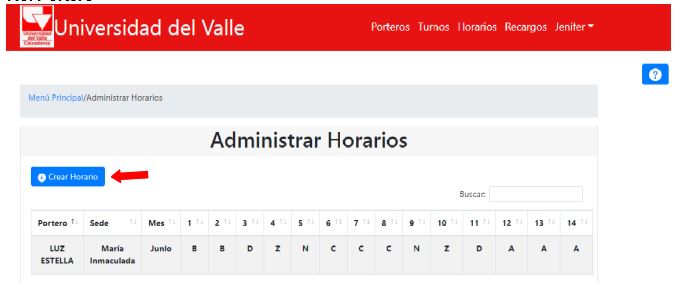 Universidad del Valle
Universidad
del Valle
Caicedonia
Porteros Turnos Horarios Recargos Jenifer
?
Menú Principal/Administrar Horarios
Administrar Horarios
Crear Horario
Buscar:
Portero Sede Mes 1 2 3 4 5 6 7 8 9 10 11 12 13 14
LUZ ESTELLA María Inmaculada Junio B B D Z N C C C N Z D A A A